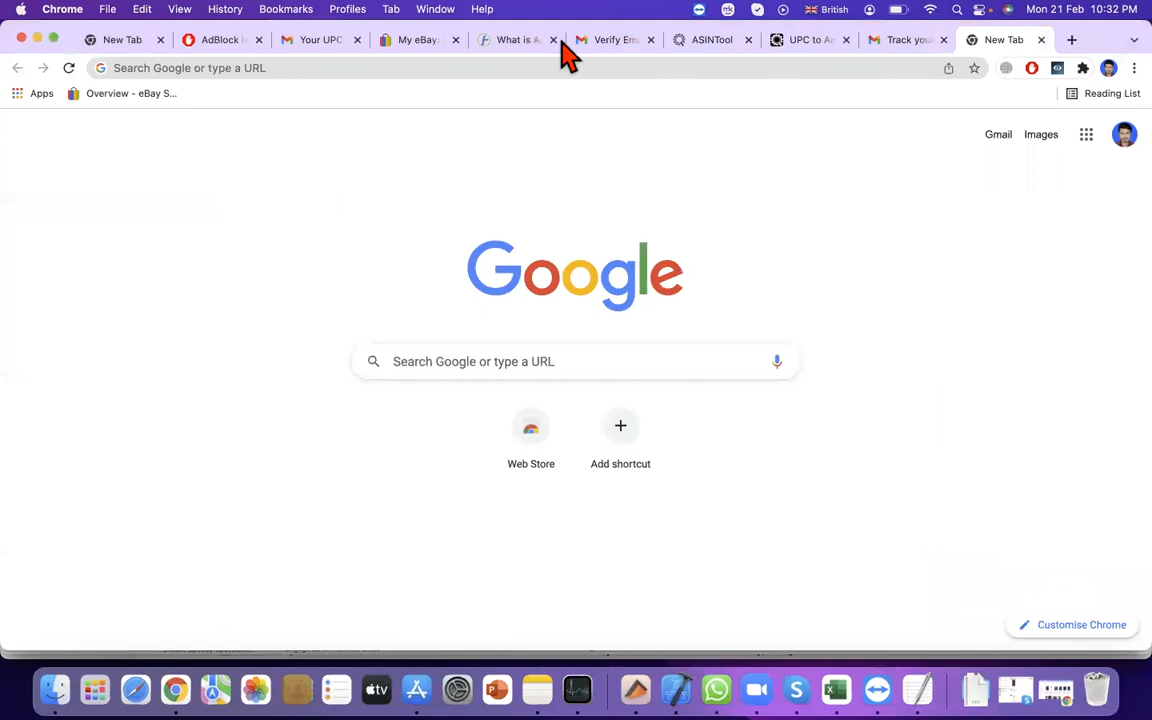 Chrome File Edit View History Bookmarks Profiles Tab Window Help British Mon 21 Feb 10:32 PM
New Tab AdBlock i Your UPC My eBay What is A Verify Em ASINTool UPC to A Track you New Tab
Search Google or type a URL
Apps Overview - eBay S... Reading List
Gmail Images
Google
Search Google or type a URL
Web Store Add shortcut
Customise Chrome
tv